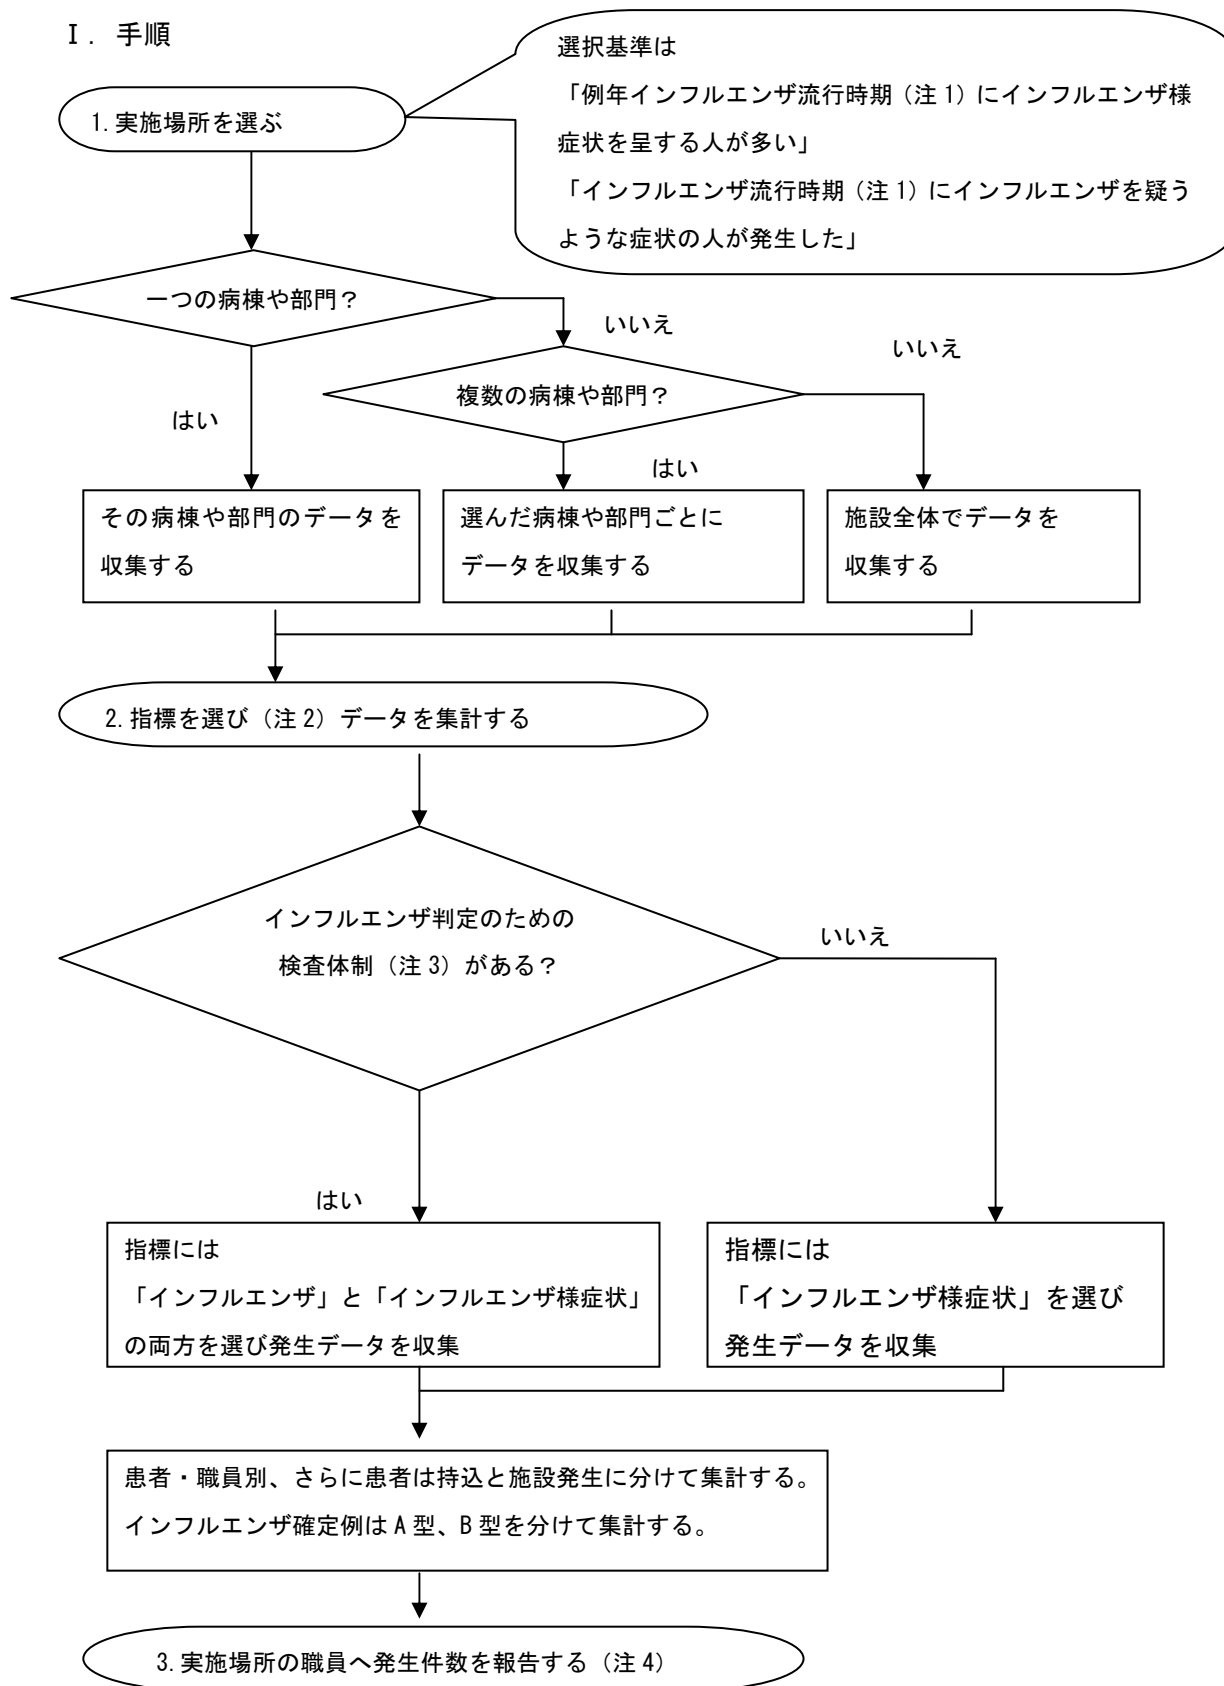 Ⅰ. 手順
選択基準は
「例年インフルエンザ流行時期（注1）にインフルエンザ様
症状を呈する人が多い」
「インフルエンザ流行時期（注1）にインフルエンザを疑う
ような症状の人が発生した」
1.実施場所を選ぶ
一つの病棟や部門？
いいえ
いいえ
複数の病棟や部門？
はい
はい
その病棟や部門のデータを
収集する
選んだ病棟や部門ごとに
データを収集する
施設全体でデータを
収集する
2.指標を選び（注2）データを集計する
インフルエンザ判定のための
検査体制（注3）がある？
いいえ
はい
指標には
「インフルエンザ」と「インフルエンザ様症状」
の両方を選び発生データを収集
指標には
「インフルエンザ様症状」を選び
発生データを収集
患者・職員別、さらに患者は持込と施設発生に分けて集計する。
インフルエンザ確定例はA型、B型を分けて集計する。
3.実施場所の職員へ発生件数を報告する（注4）